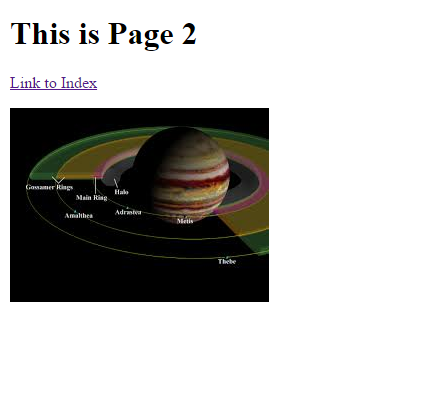 This is Page 2
Link to Index
Gossamer Rings
Main Ring
Halo
Amalthea
Adrastea
Metis
Thebe